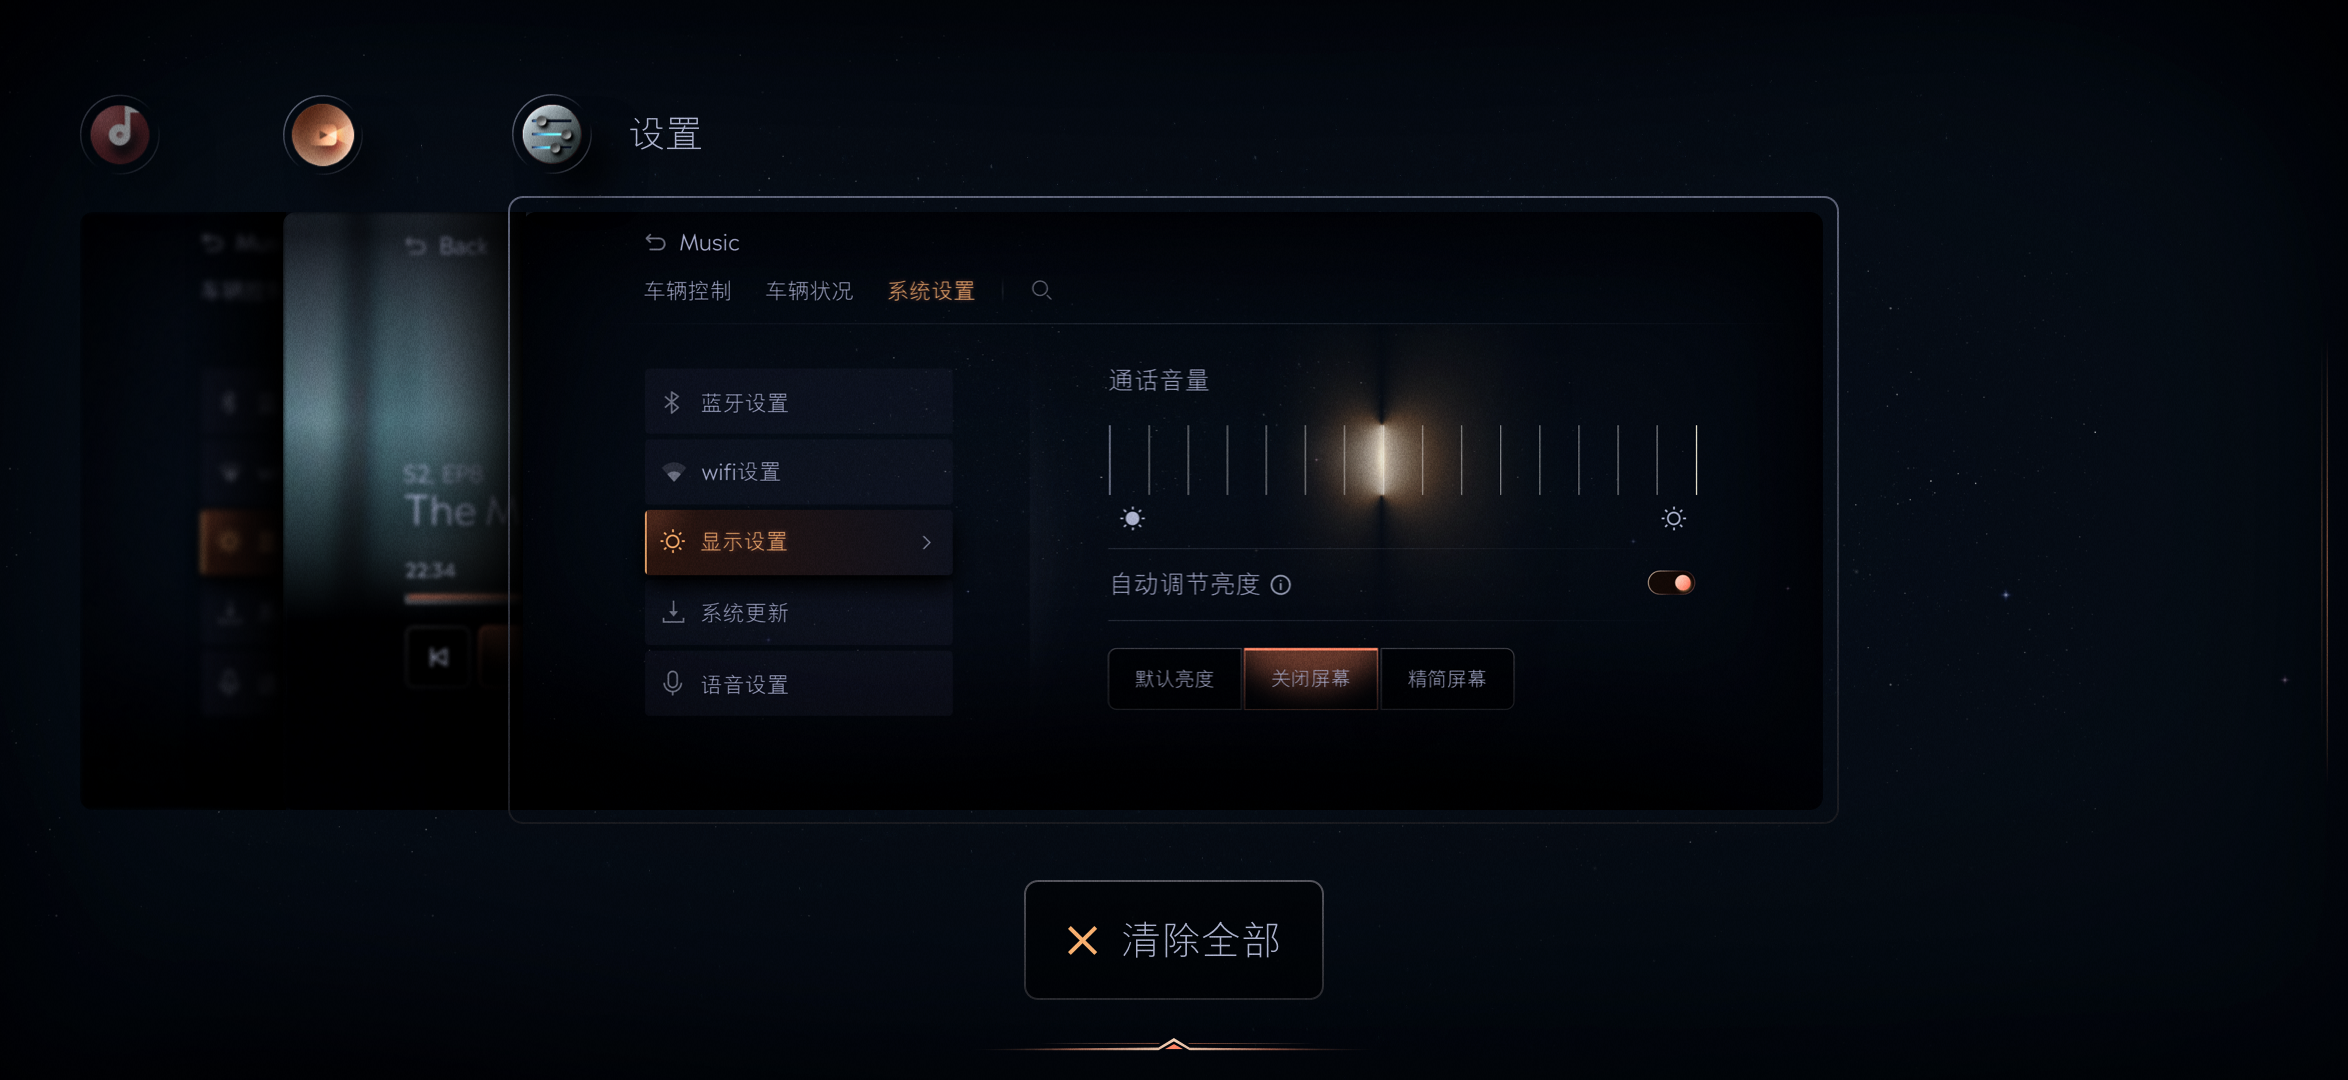 设置
Music
Back
车辆控制 车辆状况 系统设置
通话音量
蓝牙设置
wifi设置
显示设置
系统更新
语音设置
S2, EP8
The M
22:34
自动调节亮度
默认亮度 关闭屏幕 精简屏幕
清除全部